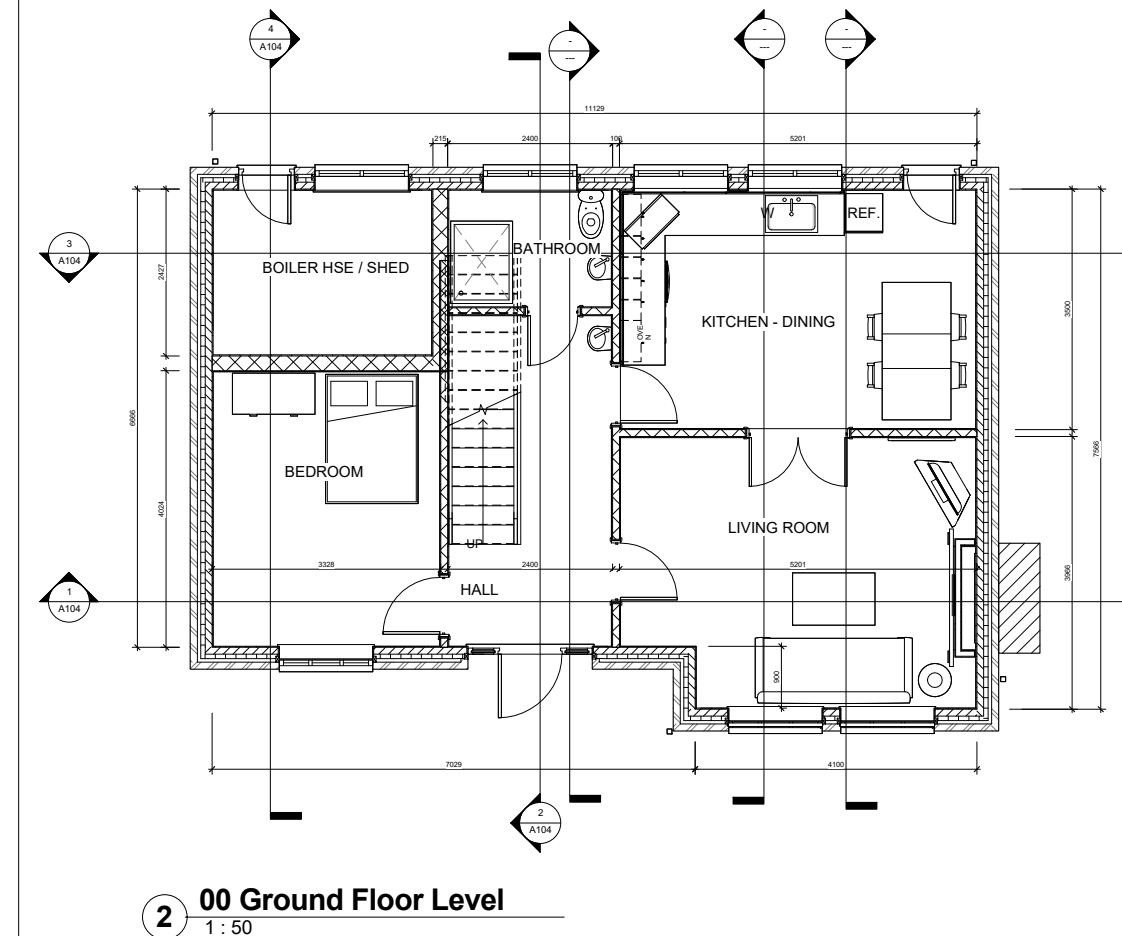 4
A104
-
---
-
---
-
---
11129
215
2400
100
5201
BATHROOM
W
REF.
3
A104
BOILER HSE / SHED
2427
3500
KITCHEN - DINING
OVE
N
6666
7566
BEDROOM
4024
LIVING ROOM
UP
3328
2400
5201
3966
HALL
1
A104
900
7029
4100
2
A104
2
00 Ground Floor Level
1 : 50